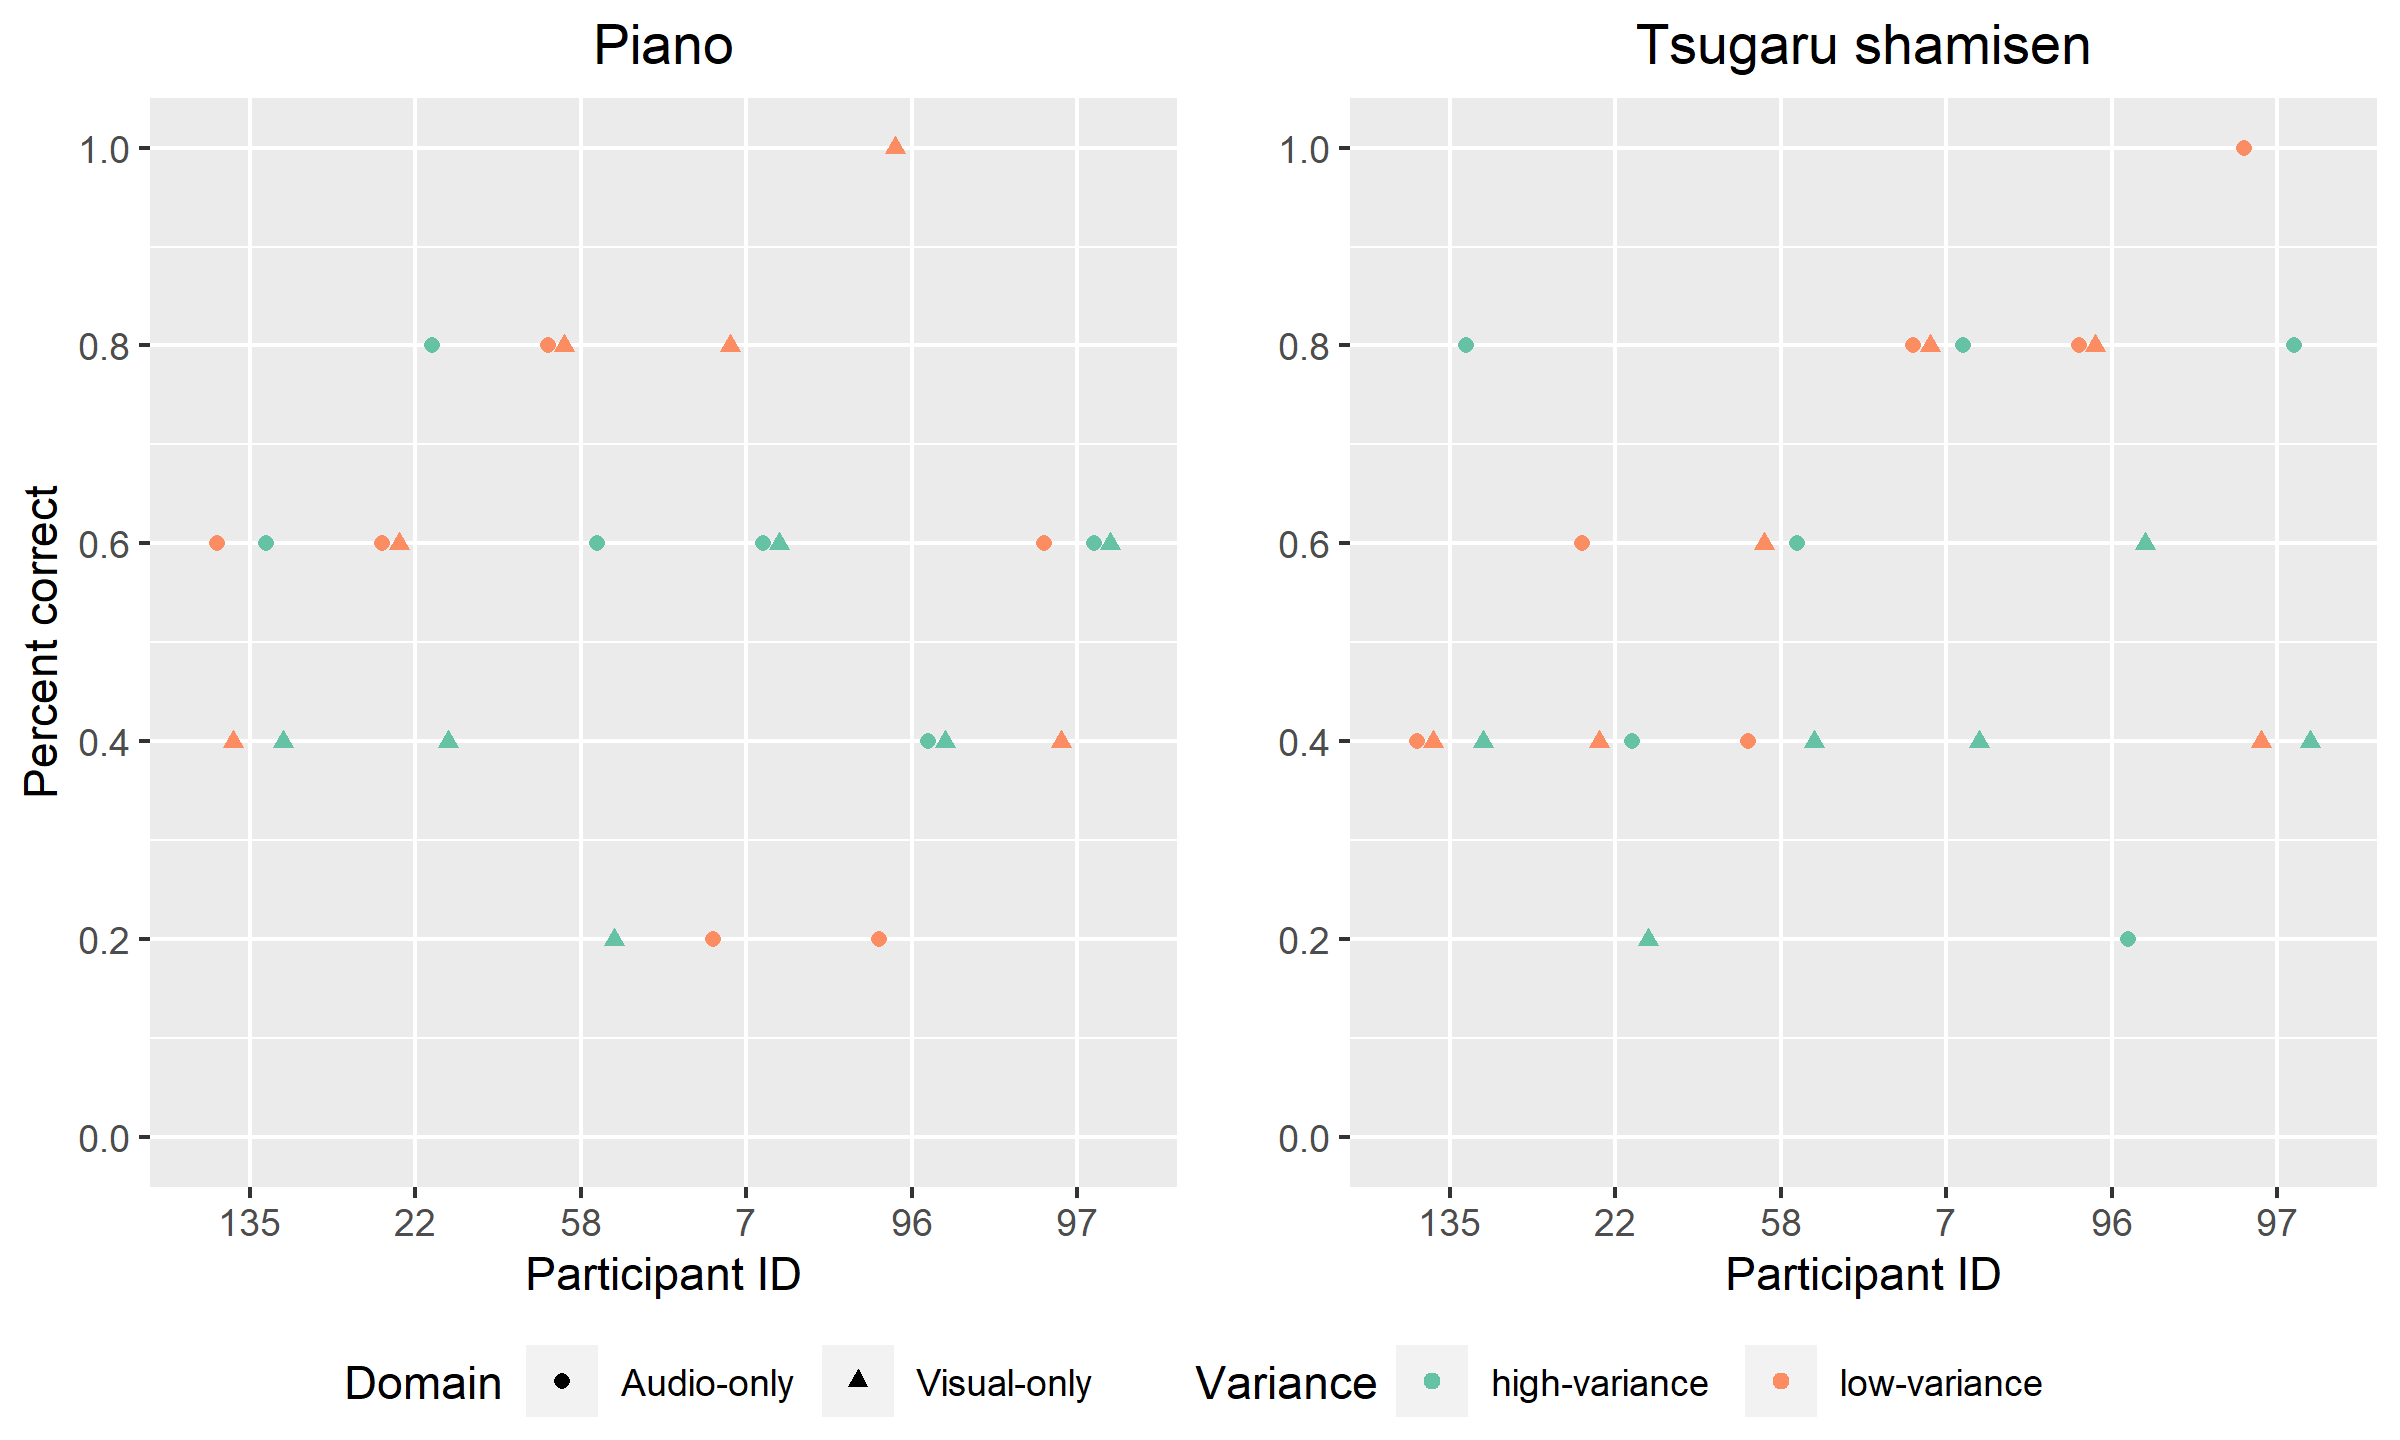 Piano
Tsugaru shamisen
Percent correct
1.0
0.8
0.6
0.4
0.2
0.0
1.0
0.8
0.6
0.4
0.2
0.0
135 22 58 7 96 97
135 22 58 7 96 97
Participant ID
Participant ID
Domain Audio-only Visual-only Variance high-variance low-variance